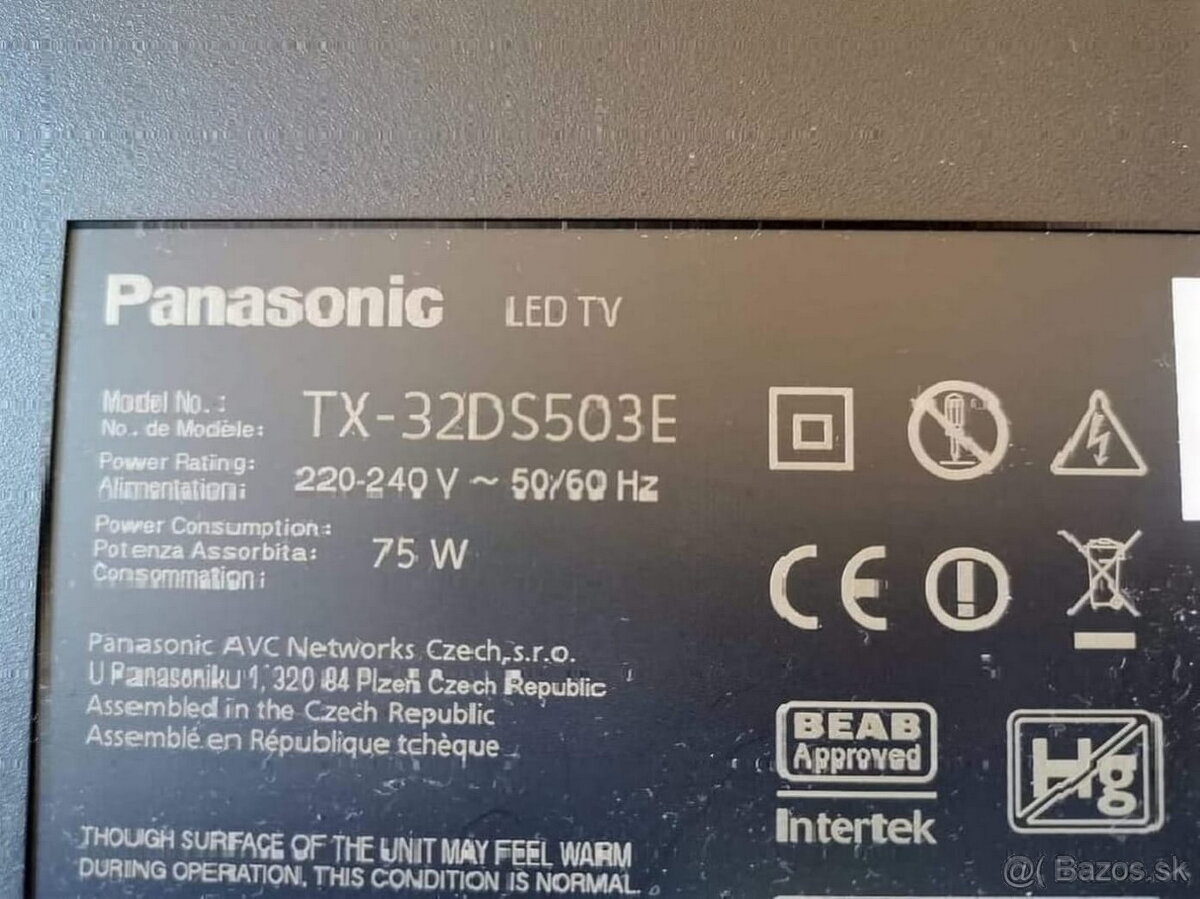 Panasonic LED TV
Model No. :
No. de Modèle: TX-32DS503E
Power Rating:
Alimentation: 220-240 V ~ 50/60 Hz
Power Consumption:
Potenza Assorbita: 75 W
Consommation:
Panasonic AVC Networks Czech,s.r.o.
U Panasoniku 1, 320 84 Plzeň Czech Republic
Assembled in the Czech Republic
Assemblé en République tchèque
THOUGH SURFACE OF THE UNIT MAY FEEL WARM
DURING OPERATION, THIS CONDITION IS NORMAL.
CE
BEAB
Approved
Intertek
Hg
@( Bazos.sk